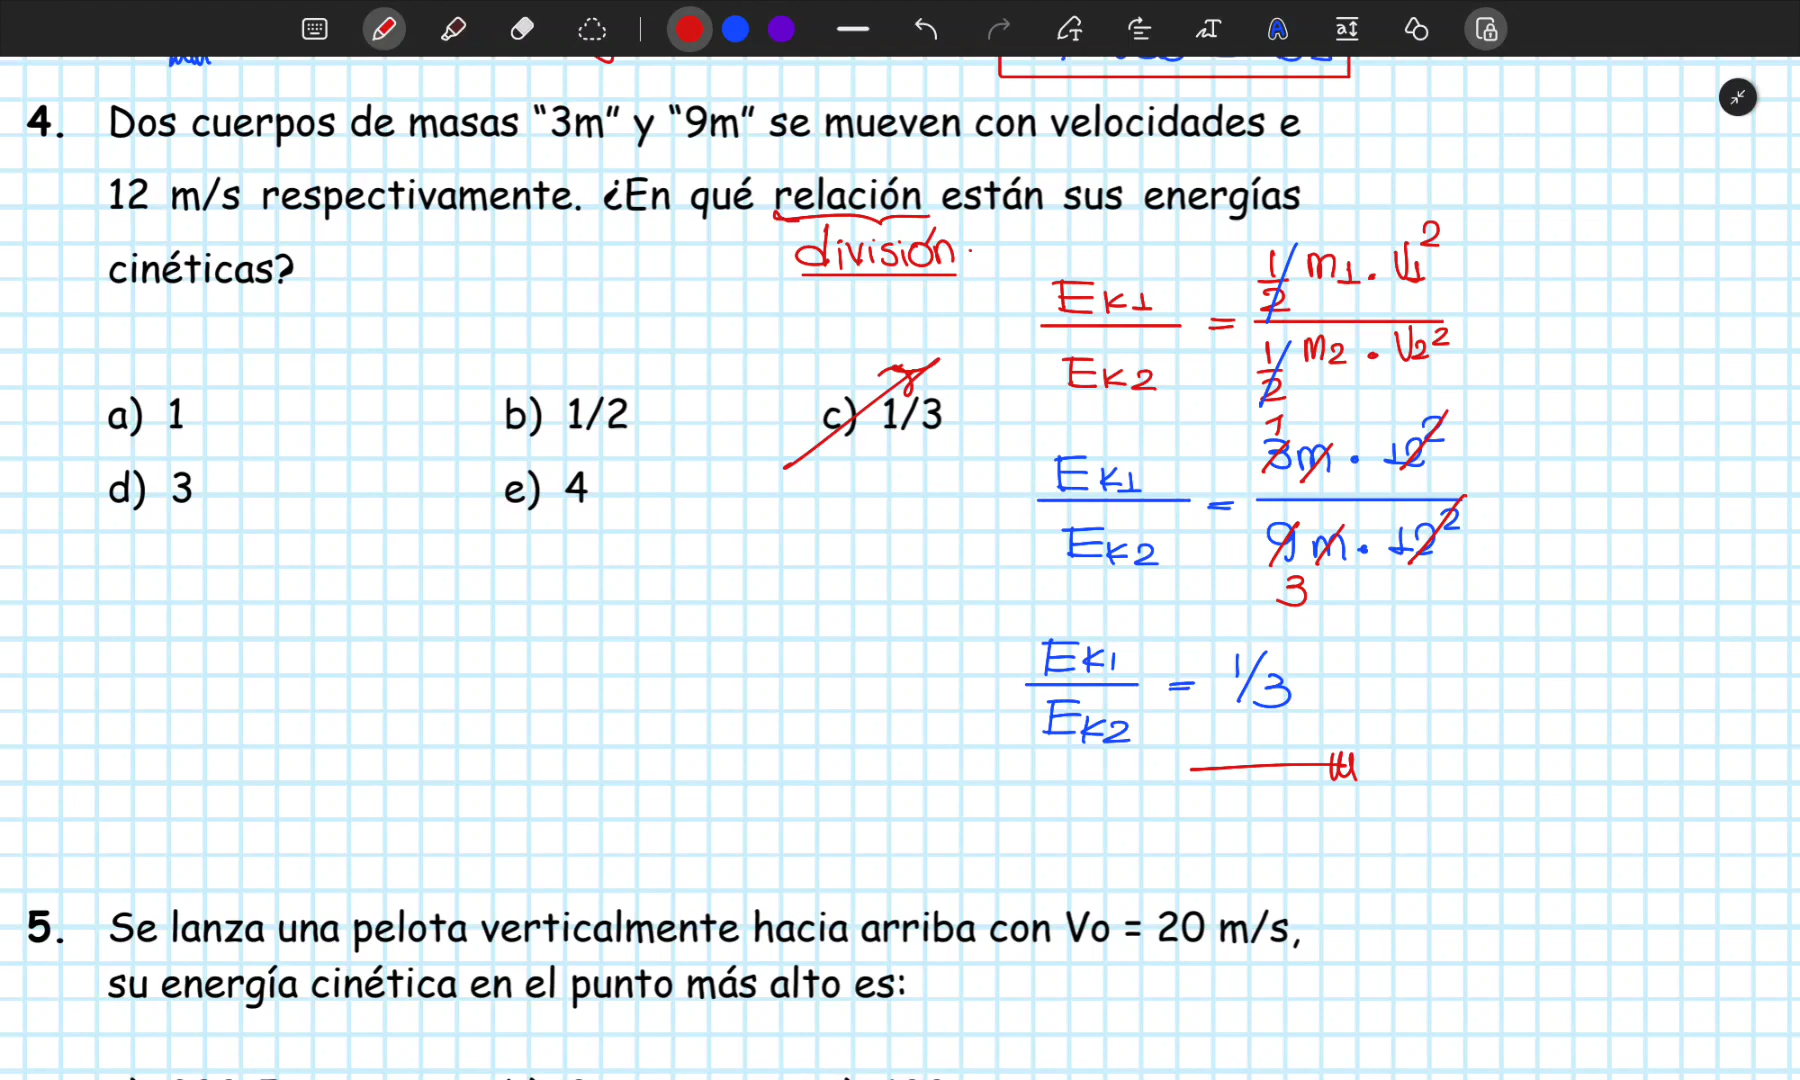 4. Dos cuerpos de masas "3m" y "9m" se mueven con velocidades e
12 m/s respectivamente. ¿En qué relación están sus energías
división.
cinéticas?
EK1 / EK2 = 1/2 m1 . V1² / 1/2 m2 . V2²
a) 1 b) 1/2 c) 1/3
d) 3 e) 4
EK1 / EK2 = 3m . 12² / 9m . 12²
1
3
EK1 / EK2 = 1/3
5. Se lanza una pelota verticalmente hacia arriba con Vo = 20 m/s,
su energía cinética en el punto más alto es: